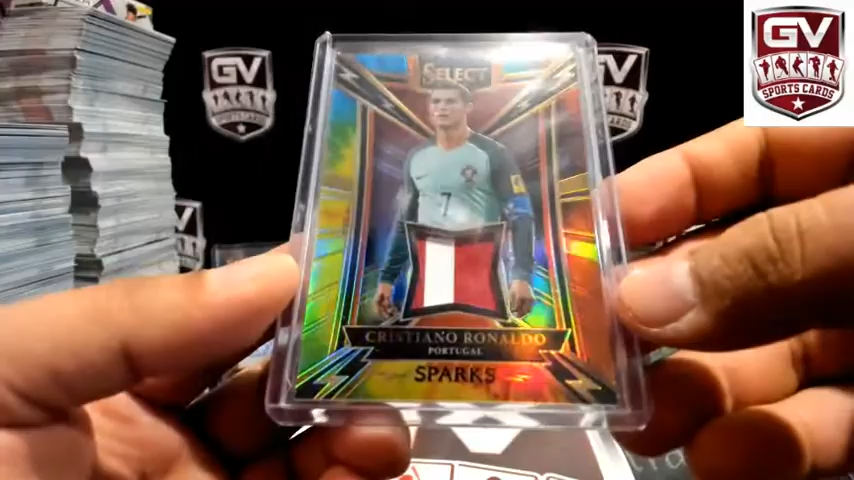 GV
SPORTS CARDS
GV
GV
SELECT
7
CRISTIANO RONALDO
PORTUGAL
SPARKS